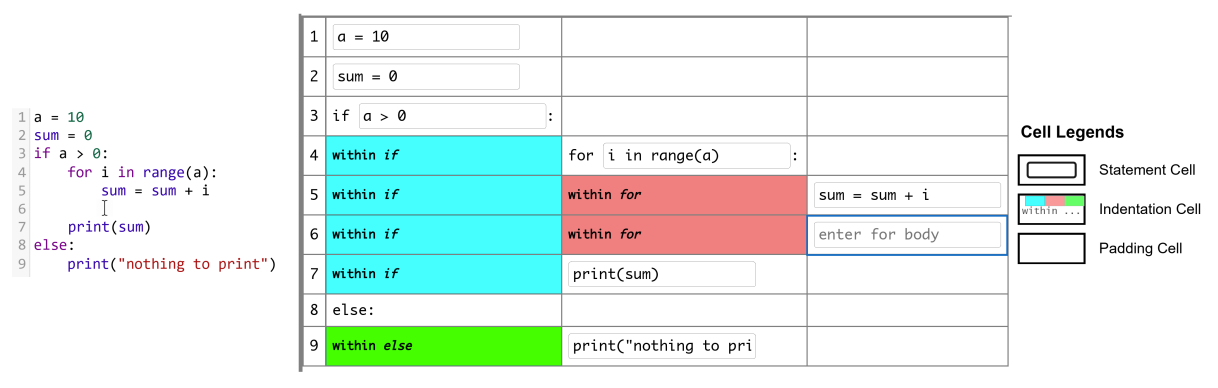 1 a = 10
2 sum = 0
3 if a > 0:
4 for i in range(a):
5 sum = sum + i
6
7 print(sum)
8 else:
9 print("nothing to print")
1 a = 10
2 sum = 0
3 if a > 0 :
4 within if for i in range(a) :
5 within if within for sum = sum + i
6 within if within for enter for body
7 within if print(sum)
8 else:
9 within else print("nothing to pri
Cell Legends
Statement Cell
within ... Indentation Cell
Padding Cell